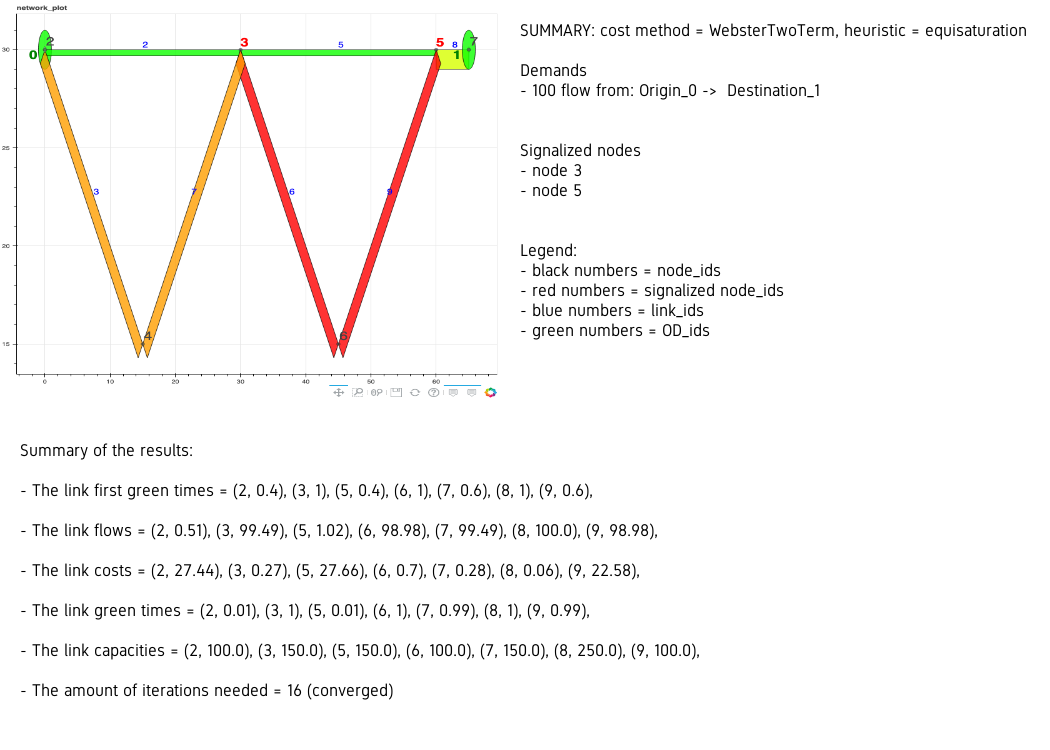 network_plot
SUMMARY: cost method = WebsterTwoTerm, heuristic = equisaturation
Demands
- 100 flow from: Origin_0 -> Destination_1
Signalized nodes
- node 3
- node 5
Legend:
- black numbers = node_ids
- red numbers = signalized node_ids
- blue numbers = link_ids
- green numbers = OD_ids
30
25
20
15
0
10
20
30
40
50
60
0
2
2
3
5
5
8
1
7
3
7
6
9
4
6
Summary of the results:
- The link first green times = (2, 0.4), (3, 1), (5, 0.4), (6, 1), (7, 0.6), (8, 1), (9, 0.6),
- The link flows = (2, 0.51), (3, 99.49), (5, 1.02), (6, 98.98), (7, 99.49), (8, 100.0), (9, 98.98),
- The link costs = (2, 27.44), (3, 0.27), (5, 27.66), (6, 0.7), (7, 0.28), (8, 0.06), (9, 22.58),
- The link green times = (2, 0.01), (3, 1), (5, 0.01), (6, 1), (7, 0.99), (8, 1), (9, 0.99),
- The link capacities = (2, 100.0), (3, 150.0), (5, 150.0), (6, 100.0), (7, 150.0), (8, 250.0), (9, 100.0),
- The amount of iterations needed = 16 (converged)